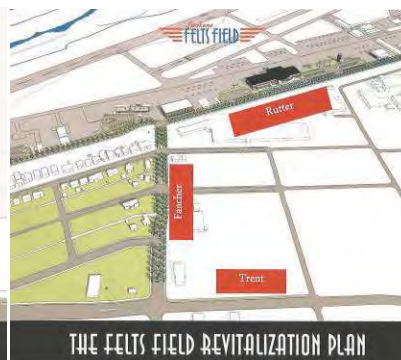 Spokane
FELTS FIELD
Rutter
Fancher
Trent
THE FELTS FIELD REVITALIZATION PLAN